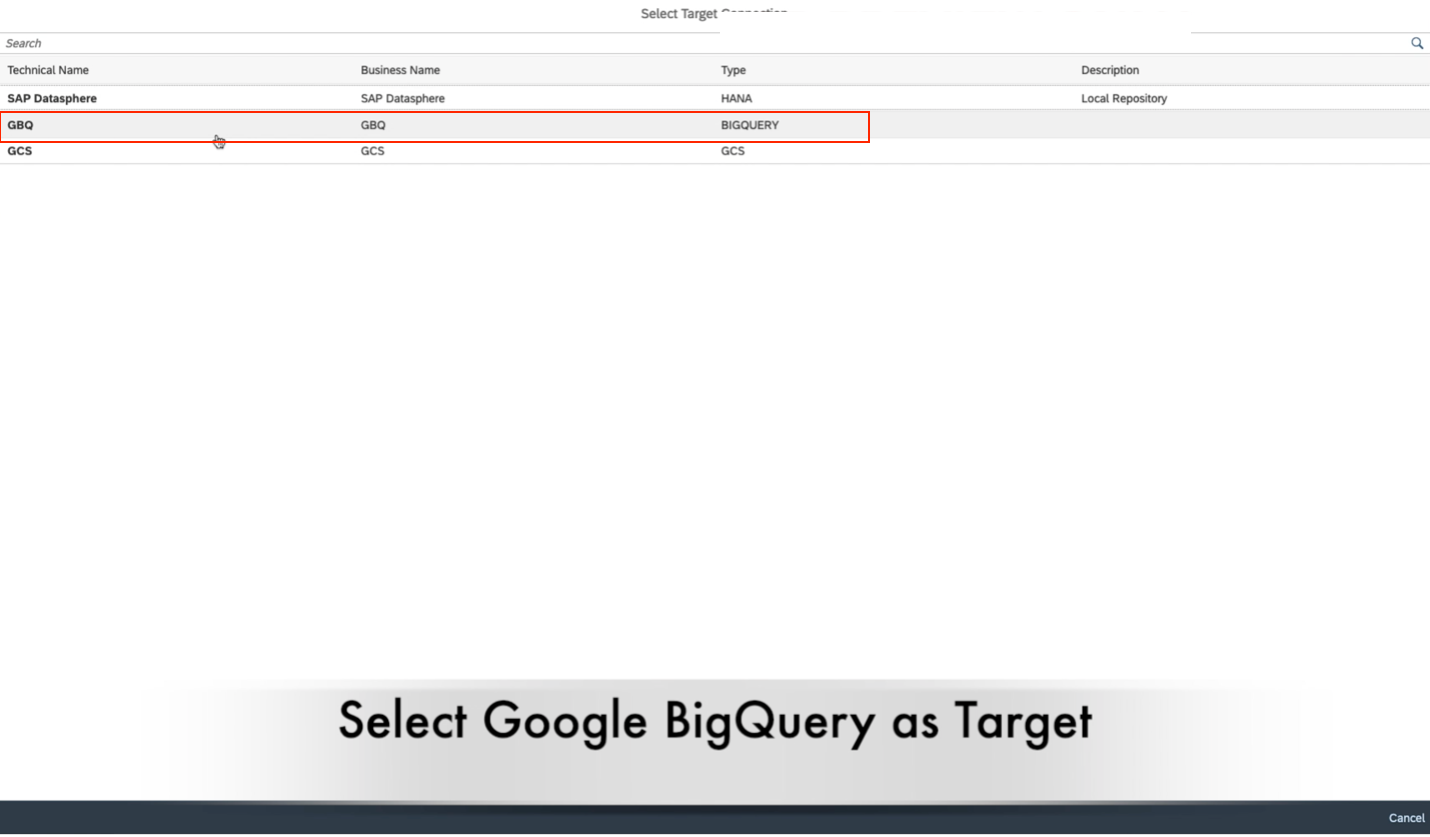 Select Target
Search
Technical Name Business Name Type Description
SAP Datasphere SAP Datasphere HANA Local Repository
GBQ GBQ BIGQUERY
GCS GCS GCS
Select Google BigQuery as Target
Cancel